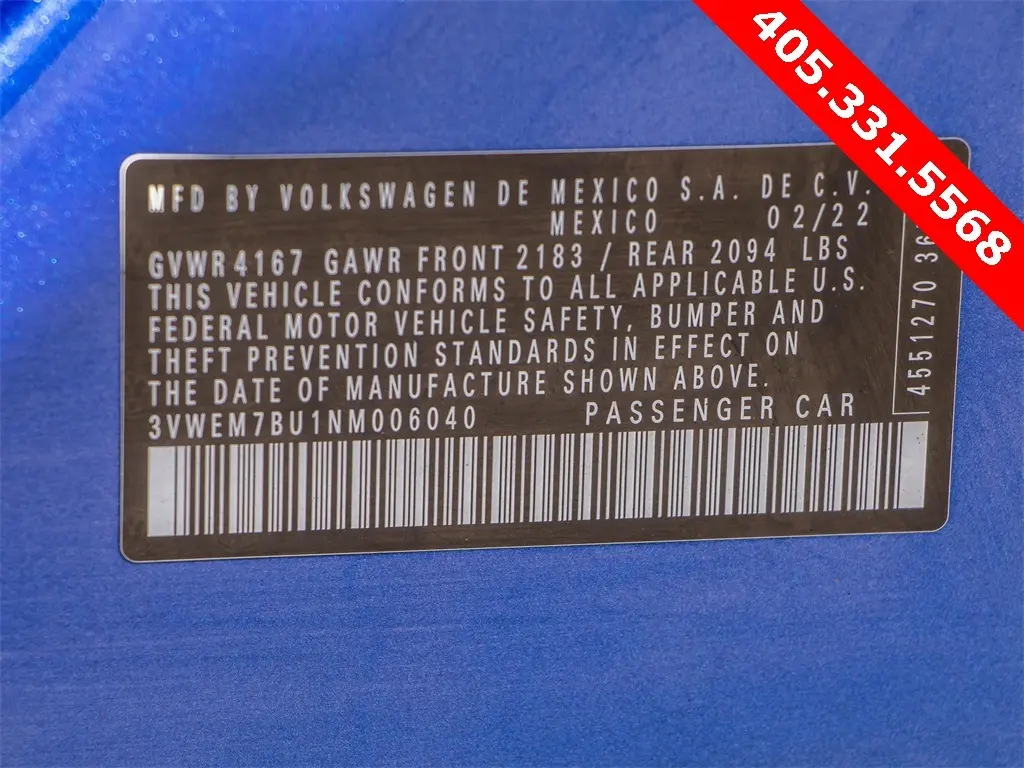 405.331.5568
MFD BY VOLKSWAGEN DE MEXICO S.A. DE C.V.
MEXICO 02/22
GVWR 4167 GAWR FRONT 2183 / REAR 2094 LBS
THIS VEHICLE CONFORMS TO ALL APPLICABLE U.S.
FEDERAL MOTOR VEHICLE SAFETY, BUMPER AND
THEFT PREVENTION STANDARDS IN EFFECT ON
THE DATE OF MANUFACTURE SHOWN ABOVE.
3VWEM7BU1NM006040 PASSENGER CAR
4551270